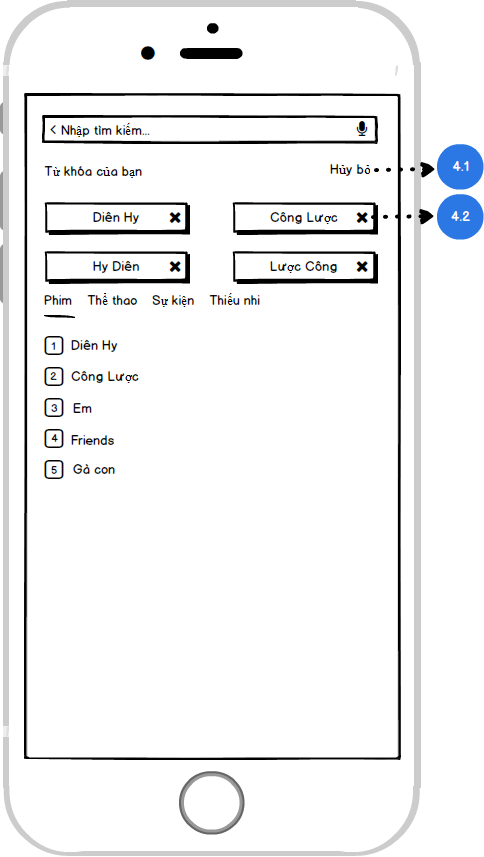 < Nhập tìm kiếm...
Từ khóa của bạn Hủy bỏ 4.1
Diên Hy ✖ Công Lược ✖ 4.2
Hy Diên ✖ Lược Công ✖
Phim Thể thao Sự kiện Thiếu nhi
1 Diên Hy
2 Công Lược
3 Em
4 Friends
5 Gà con